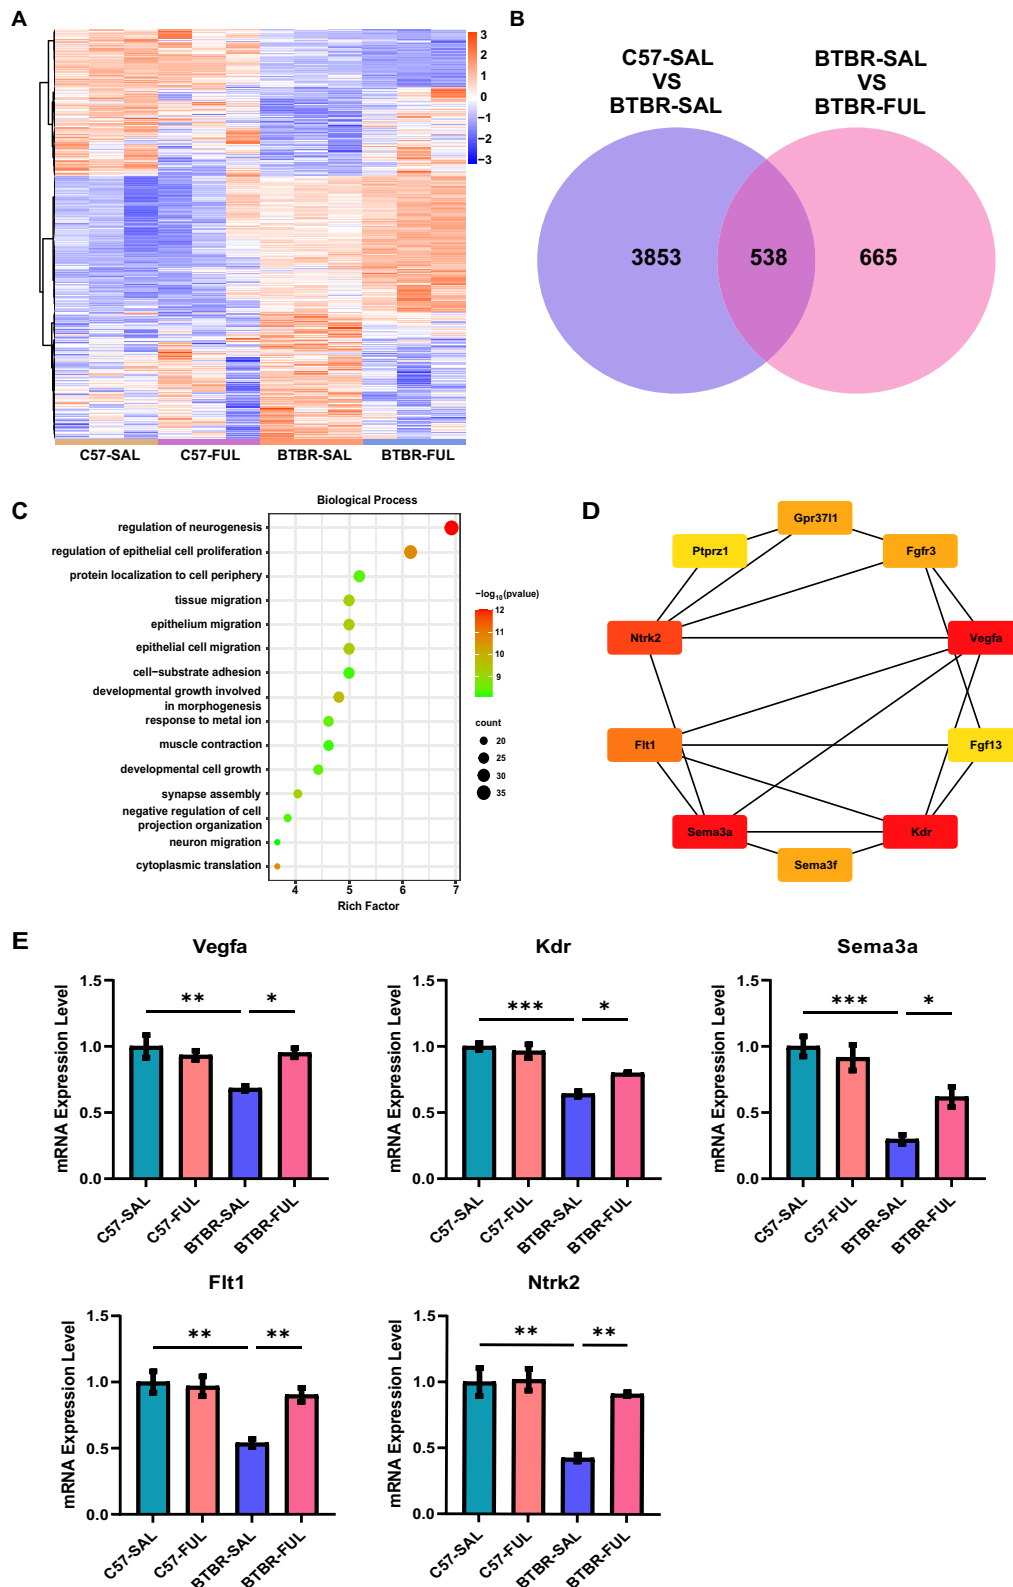 A
3
2
1
0
−1
−2
−3
C57-SAL
C57-FUL
BTBR-SAL
BTBR-FUL
B
C57-SAL
VS
BTBR-SAL
BTBR-SAL
VS
BTBR-FUL
3853
538
665
C
Biological Process
regulation of neurogenesis
regulation of epithelial cell proliferation
protein localization to cell periphery
tissue migration
epithelium migration
epithelial cell migration
cell−substrate adhesion
developmental growth involved
in morphogenesis
response to metal ion
muscle contraction
developmental cell growth
synapse assembly
negative regulation of cell
projection organization
neuron migration
cytoplasmic translation
4
5
6
7
Rich Factor
−log10(pvalue)
12
11
10
9
count
20
25
30
35
D
Gpr37l1
Ptprz1
Fgfr3
Ntrk2
Vegfa
Flt1
Fgf13
Sema3a
Kdr
Sema3f
E
Vegfa
mRNA Expression Level
1.5
1.0
0.5
0.0
**
*
C57-SAL
C57-FUL
BTBR-SAL
BTBR-FUL
Kdr
mRNA Expression Level
1.5
1.0
0.5
0.0
***
*
C57-SAL
C57-FUL
BTBR-SAL
BTBR-FUL
Sema3a
mRNA Expression Level
1.5
1.0
0.5
0.0
***
*
C57-SAL
C57-FUL
BTBR-SAL
BTBR-FUL
Flt1
mRNA Expression Level
1.5
1.0
0.5
0.0
**
**
C57-SAL
C57-FUL
BTBR-SAL
BTBR-FUL
Ntrk2
mRNA Expression Level
1.5
1.0
0.5
0.0
**
**
C57-SAL
C57-FUL
BTBR-SAL
BTBR-FUL